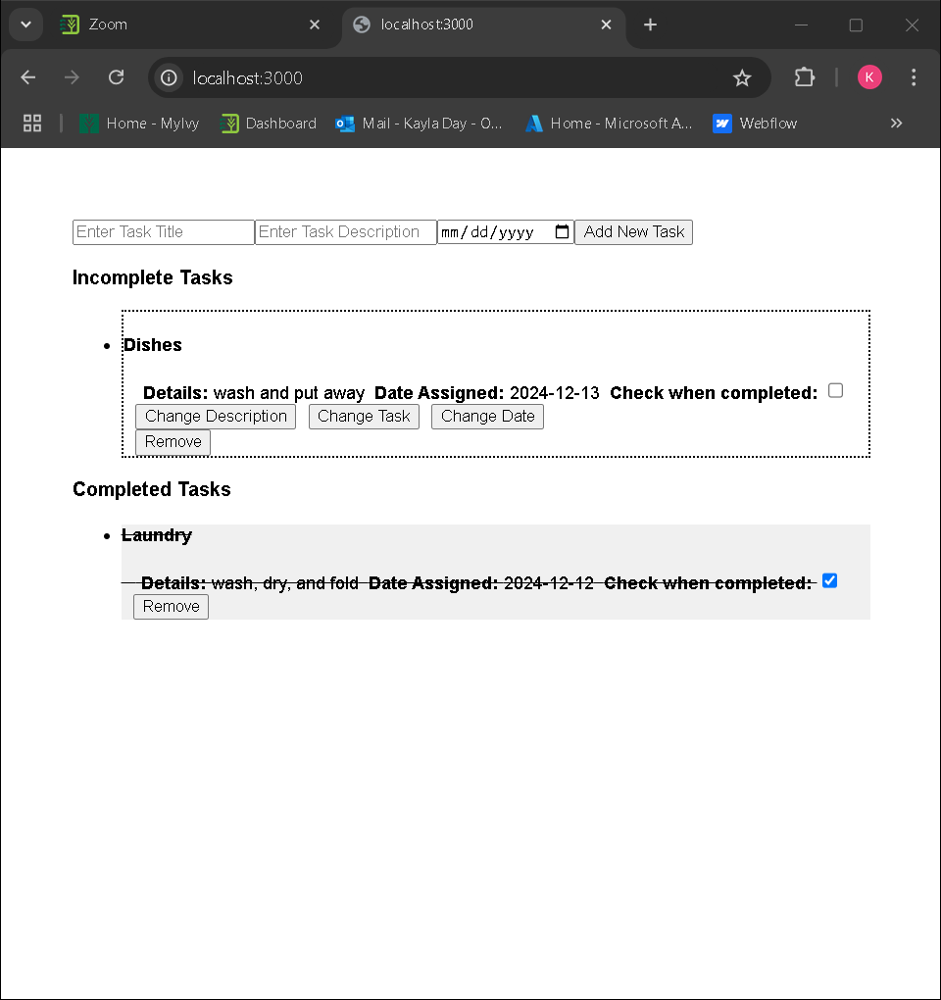 Zoom localhost:3000
localhost:3000 K
Home - MyIvy Dashboard Mail - Kayla Day - O... Home - Microsoft A... Webflow
Enter Task Title Enter Task Description mm/dd/yyyy Add New Task
Incomplete Tasks
Dishes
Details: wash and put away Date Assigned: 2024-12-13 Check when completed:
Change Description Change Task Change Date
Remove
Completed Tasks
Laundry
Details: wash, dry, and fold Date Assigned: 2024-12-12 Check when completed:
Remove